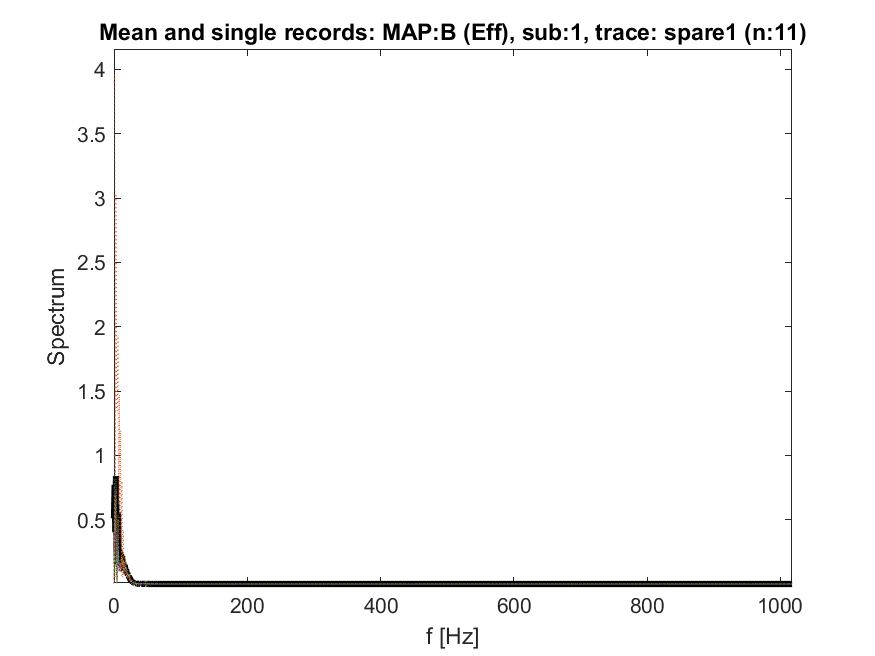 Mean and single records: MAP:B (Eff), sub:1, trace: spare1 (n:11)
4
3.5
3
2.5
2
1.5
1
0.5
Spectrum
0 200 400 600 800 1000
f [Hz]